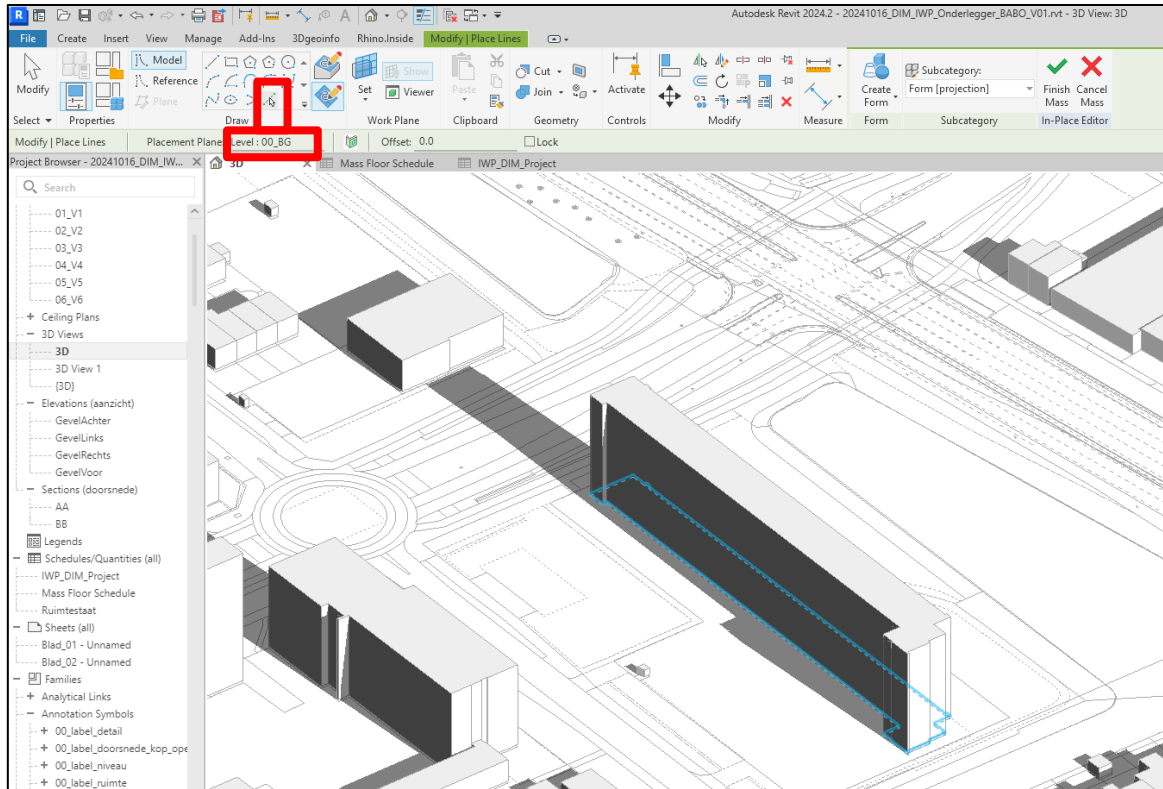 R Autodesk Revit 2024.2 - 20241016_DIM_IWP_Onderlegger_BABO_V01.rvt - 3D View: 3D
File Create Insert View Manage Add-Ins 3Dgeoinfo Rhino.Inside Modify | Place Lines
Modify
Model
Reference
Plane
Set
Show
Viewer
Paste
Cut
Join
Activate
Create
Form
Subcategory:
Form [projection]
Finish
Mass
Cancel
Mass
Select Properties Draw Work Plane Clipboard Geometry Controls Modify Measure Form Subcategory In-Place Editor
Modify | Place Lines Placement Plane: Level : 00_BG Offset: 0.0 Lock
Project Browser - 20241016_DIM_IW... 3D Mass Floor Schedule IWP_DIM_Project
Search
01_V1
02_V2
03_V3
04_V4
05_V5
06_V6
Ceiling Plans
3D Views
3D
3D View 1
{3D}
Elevations (aanzicht)
GevelAchter
GevelLinks
GevelRechts
GevelVoor
Sections (doorsnede)
AA
BB
Legends
Schedules/Quantities (all)
IWP_DIM_Project
Mass Floor Schedule
Ruimtestaat
Sheets (all)
Blad_01 - Unnamed
Blad_02 - Unnamed
Families
Analytical Links
Annotation Symbols
00_label_detail
00_label_doorsnede_kop_ope
00_label_niveau
00_label_ruimte